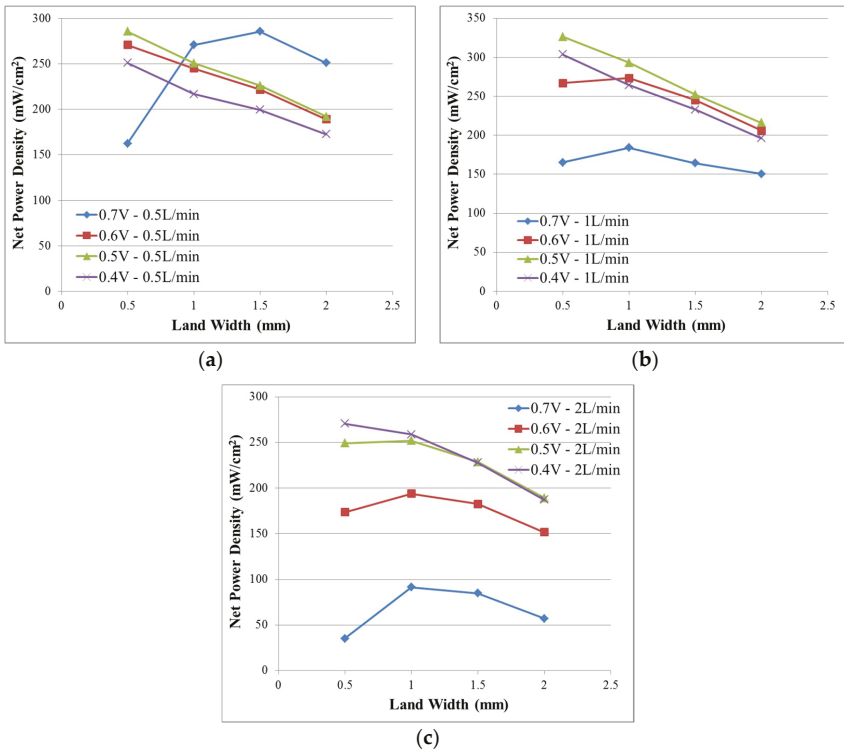 300
250
200
150
100
50
0
0
0.5
1
1.5
2
2.5
Net Power Density (mW/cm²)
Land Width (mm)
0.7V - 0.5L/min
0.6V - 0.5L/min
0.5V - 0.5L/min
0.4V - 0.5L/min
(a)
350
300
250
200
150
100
50
0
0
0.5
1
1.5
2
2.5
Net Power Density (mW/cm²)
Land Width (mm)
0.7V - 1L/min
0.6V - 1L/min
0.5V - 1L/min
0.4V - 1L/min
(b)
300
250
200
150
100
50
0
0
0.5
1
1.5
2
2.5
Net Power Density (mW/cm²)
Land Width (mm)
0.7V - 2L/min
0.6V - 2L/min
0.5V - 2L/min
0.4V - 2L/min
(c)